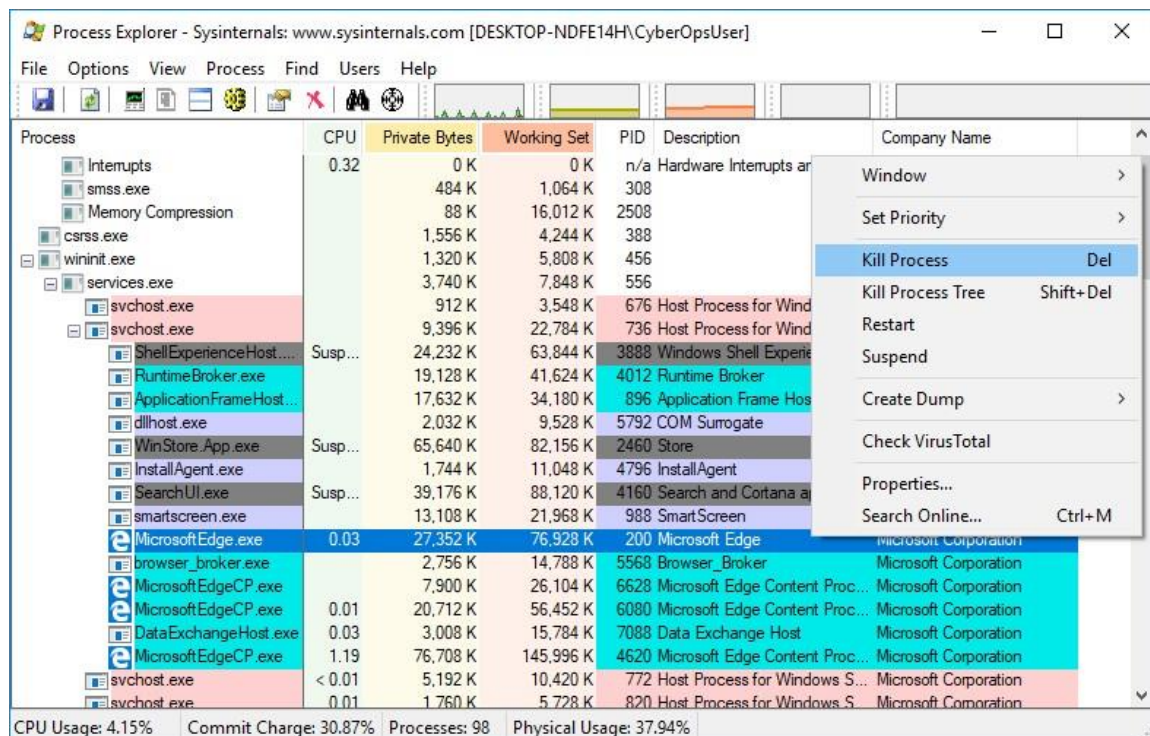 Process Explorer - Sysinternals: www.sysinternals.com [DESKTOP-NDFE14H\CyberOpsUser]
File Options View Process Find Users Help
Process CPU Private Bytes Working Set PID Description Company Name
Interrupts 0.32 0 K 0 K n/a Hardware Interrupts ar
smss.exe 484 K 1,064 K 308
Memory Compression 88 K 16,012 K 2508
csrss.exe 1,556 K 4,244 K 388
wininit.exe 1,320 K 5,808 K 456
services.exe 3,740 K 7,848 K 556
svchost.exe 912 K 3,548 K 676 Host Process for Wind
svchost.exe 9,396 K 22,784 K 736 Host Process for Wind
ShellExperienceHost.... Susp... 24,232 K 63,844 K 3888 Windows Shell Experie
RuntimeBroker.exe 19,128 K 41,624 K 4012 Runtime Broker
ApplicationFrameHost... 17,632 K 34,180 K 896 Application Frame Hos
dllhost.exe 2,032 K 9,528 K 5792 COM Surrogate
WinStore.App.exe Susp... 65,640 K 82,156 K 2460 Store
InstallAgent.exe 1,744 K 11,048 K 4796 InstallAgent
SearchUI.exe Susp... 39,176 K 88,120 K 4160 Search and Cortana a
smartscreen.exe 13,108 K 21,968 K 988 SmartScreen
MicrosoftEdge.exe 0.03 27,352 K 76,928 K 200 Microsoft Edge Microsoft Corporation
browser_broker.exe 2,756 K 14,788 K 5568 Browser_Broker Microsoft Corporation
MicrosoftEdgeCP.exe 7,900 K 26,104 K 6628 Microsoft Edge Content Proc... Microsoft Corporation
MicrosoftEdgeCP.exe 0.01 20,712 K 56,452 K 6080 Microsoft Edge Content Proc... Microsoft Corporation
DataExchangeHost.exe 0.03 3,008 K 15,784 K 7088 Data Exchange Host Microsoft Corporation
MicrosoftEdgeCP.exe 1.19 76,708 K 145,996 K 4620 Microsoft Edge Content Proc... Microsoft Corporation
svchost.exe < 0.01 5,192 K 10,420 K 772 Host Process for Windows S... Microsoft Corporation
svchost.exe 0.01 1,760 K 5,728 K 820 Host Process for Windows S... Microsoft Corporation
Window
Set Priority
Kill Process Del
Kill Process Tree Shift+Del
Restart
Suspend
Create Dump
Check VirusTotal
Properties...
Search Online... Ctrl+M
CPU Usage: 4.15% Commit Charge: 30.87% Processes: 98 Physical Usage: 37.94%